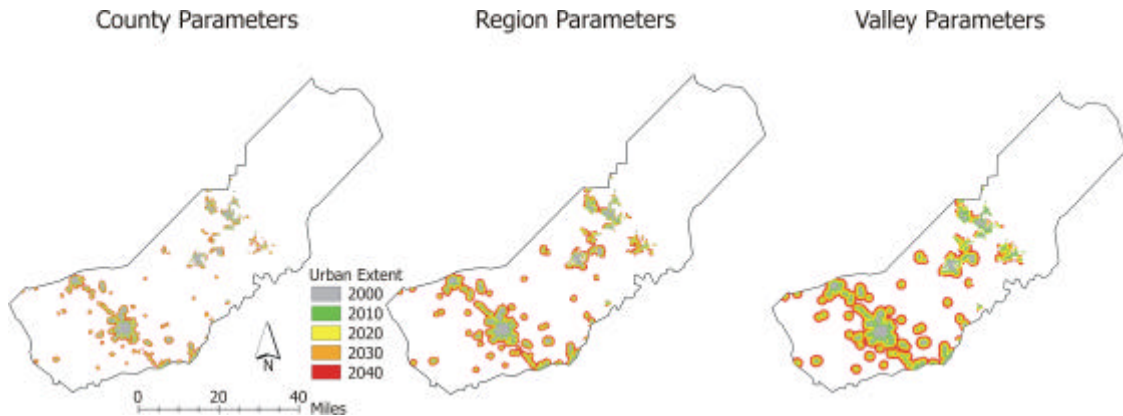 County Parameters
Region Parameters
Valley Parameters
Urban Extent
2000
2010
2020
2030
2040
N
0 20 40
Miles